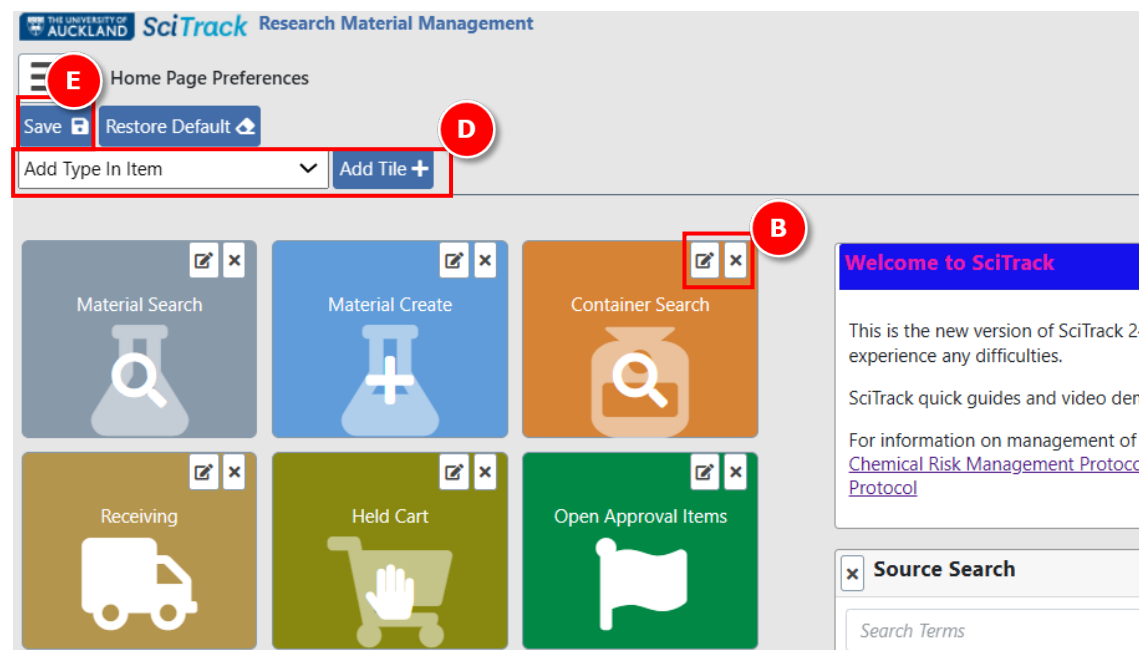 THE UNIVERSITY OF
AUCKLAND
SciTrack Research Material Management
E
Home Page Preferences
Save Restore Default
D
Add Type In Item Add Tile
B
Material Search Material Create Container Search
Receiving Held Cart Open Approval Items
Welcome to SciTrack
This is the new version of SciTrack
experience any difficulties.
SciTrack quick guides and video
For information on management of
Chemical Risk Management
Protocol
Source Search
Search Terms